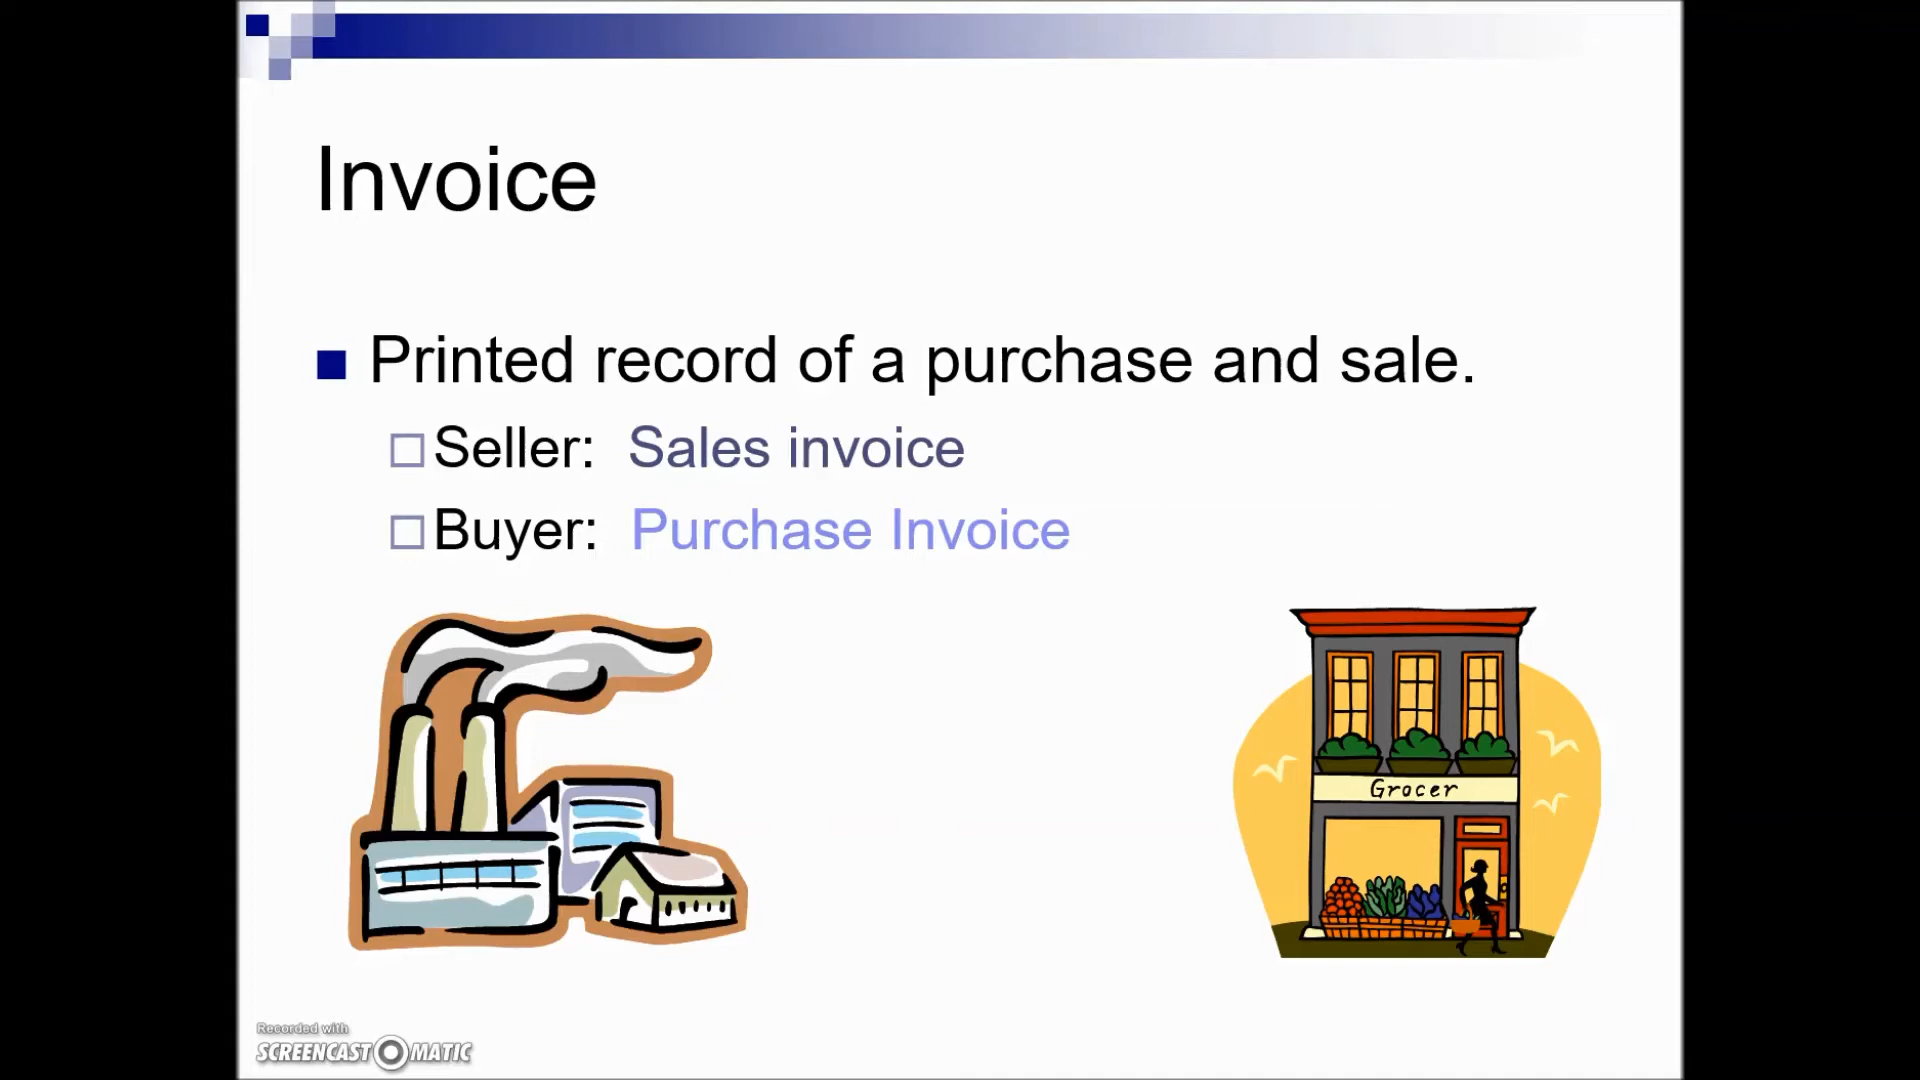 Invoice
Printed record of a purchase and sale.
Seller: Sales invoice
Buyer: Purchase Invoice
Grocer
Recorded with
SCREENCAST MATIC